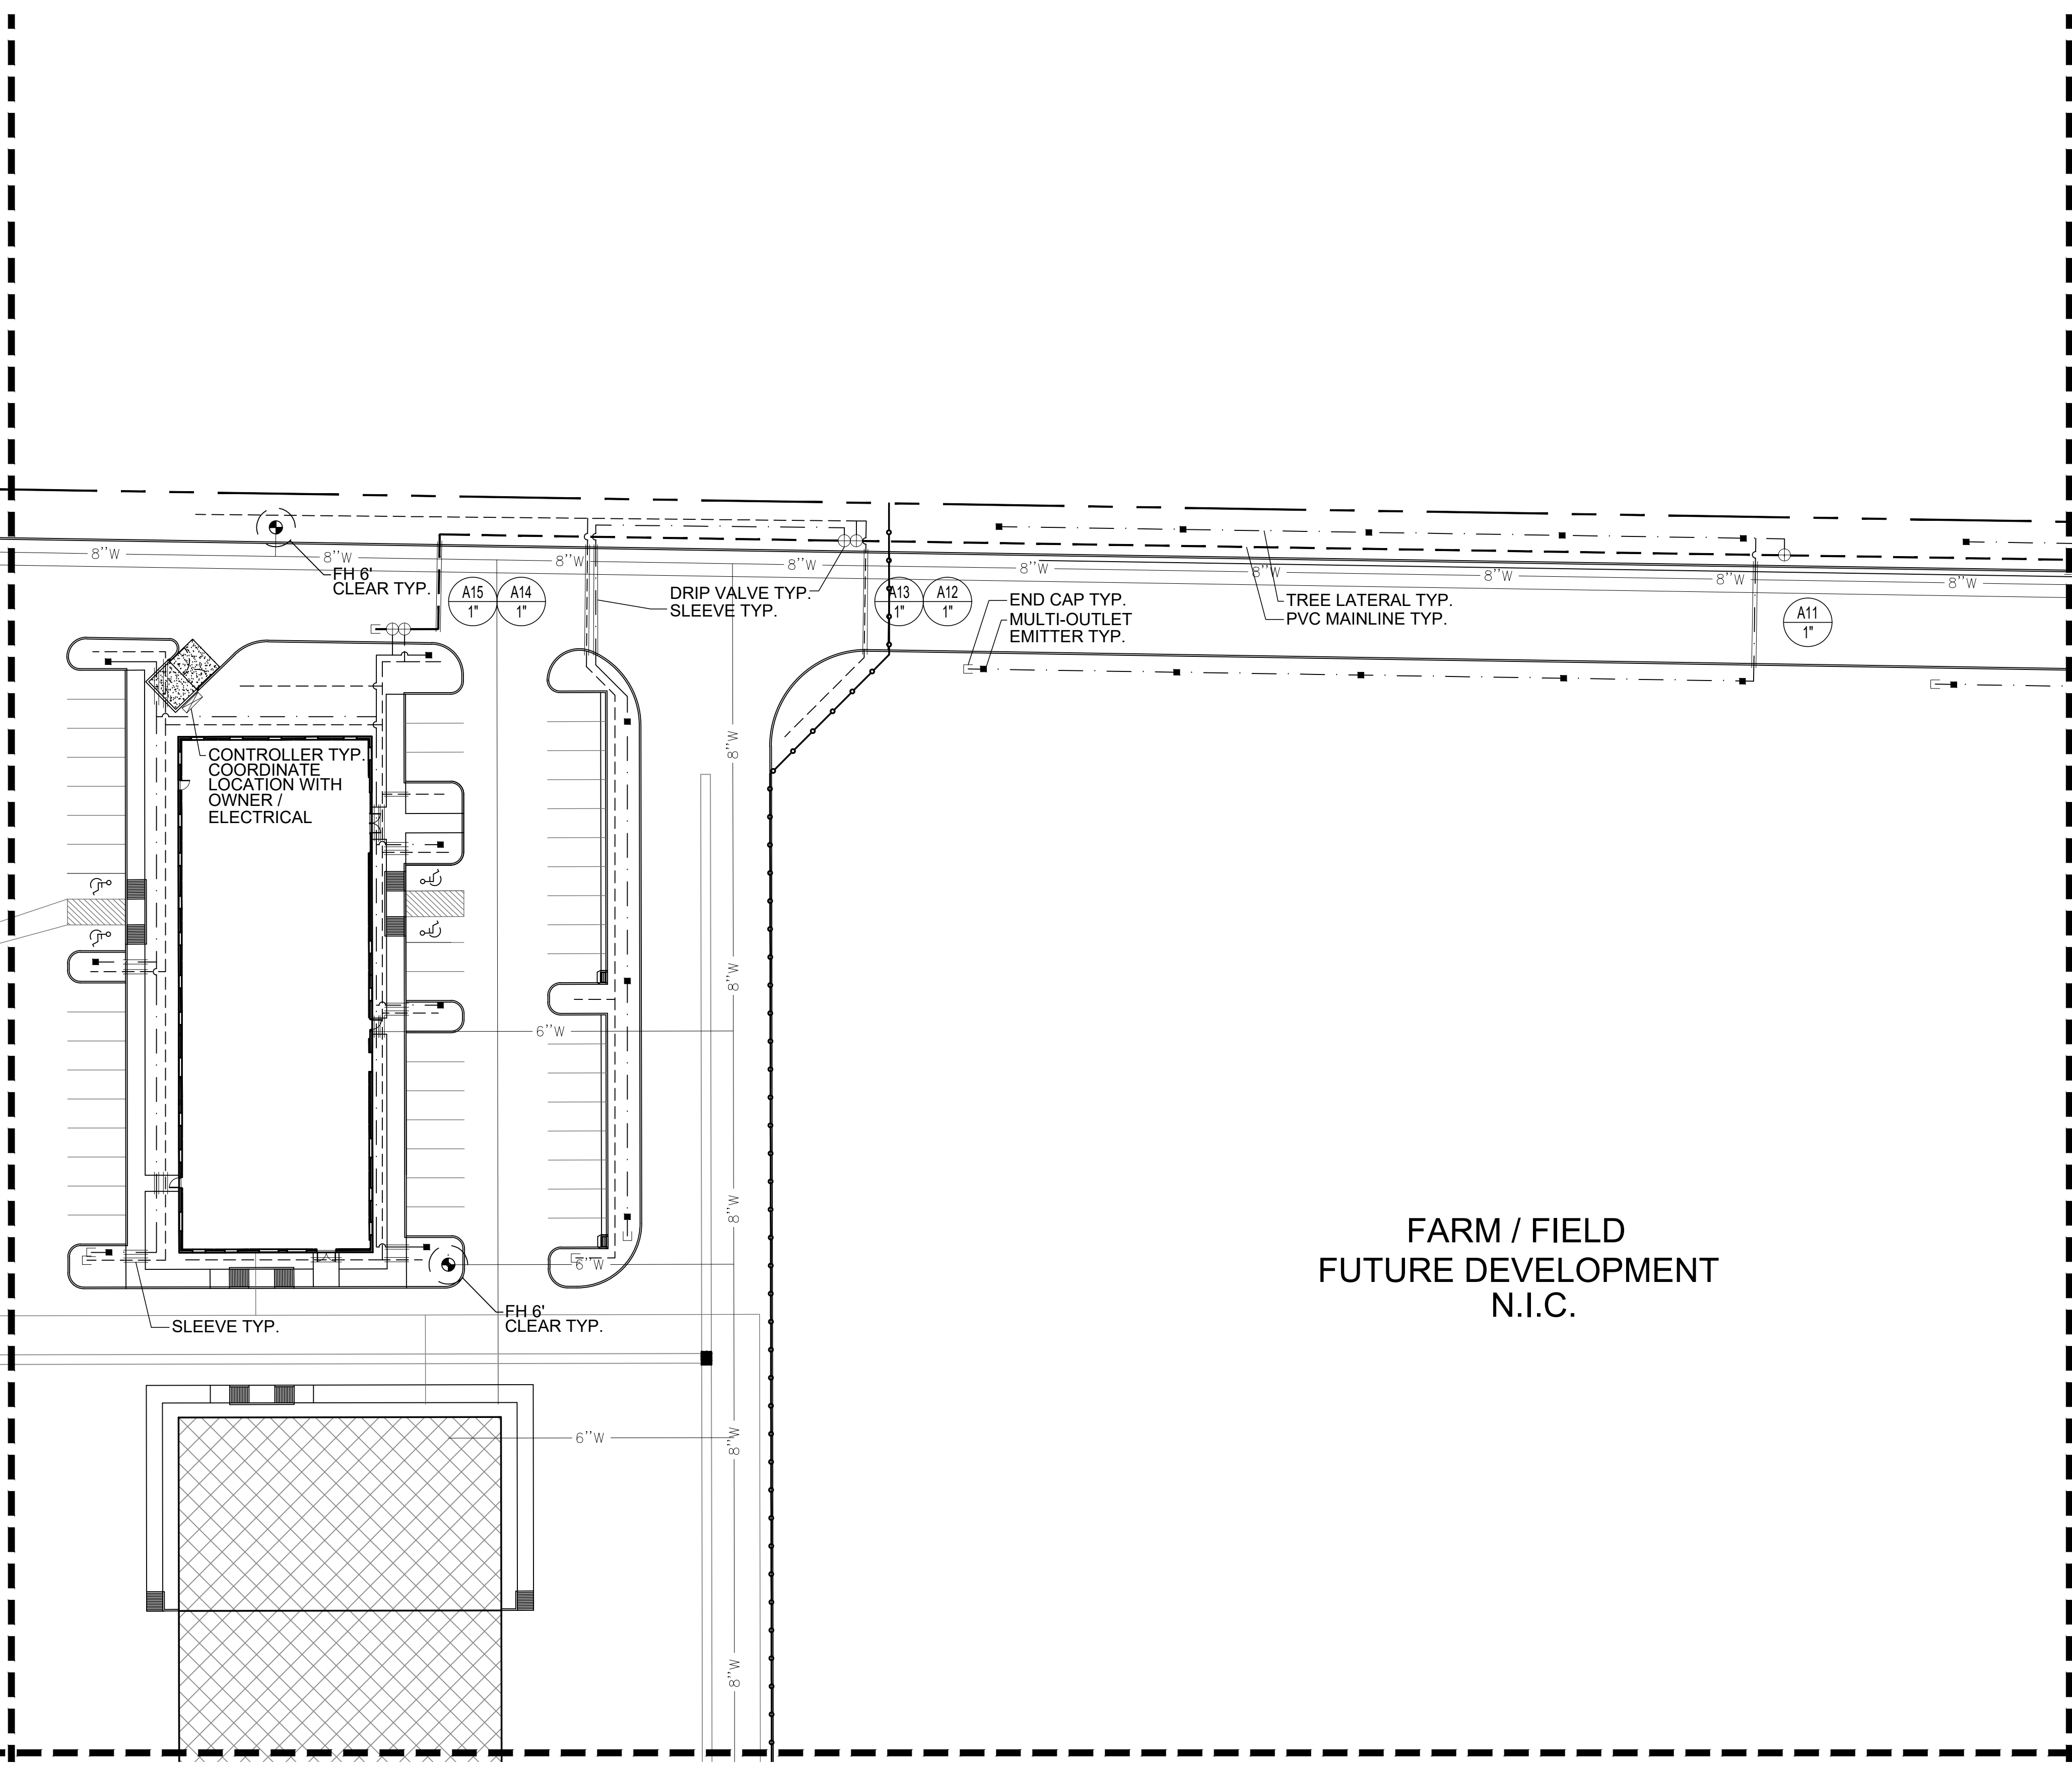 8''W
8''W
8''W
8''W
8''W
8''W
8''W
8''W
8''W
FH 6'
CLEAR TYP.
A15
1"
A14
1"
DRIP VALVE TYP.
SLEEVE TYP.
A13
1"
A12
1"
END CAP TYP.
MULTI-OUTLET
EMITTER TYP.
TREE LATERAL TYP.
PVC MAINLINE TYP.
A11
1"
CONTROLLER TYP.
COORDINATE
LOCATION WITH
OWNER /
ELECTRICAL
8''W
8''W
6''W
8''W
6''W
FH 6'
CLEAR TYP.
SLEEVE TYP.
6''W
8''W
8''W
FARM / FIELD
FUTURE DEVELOPMENT
N.I.C.